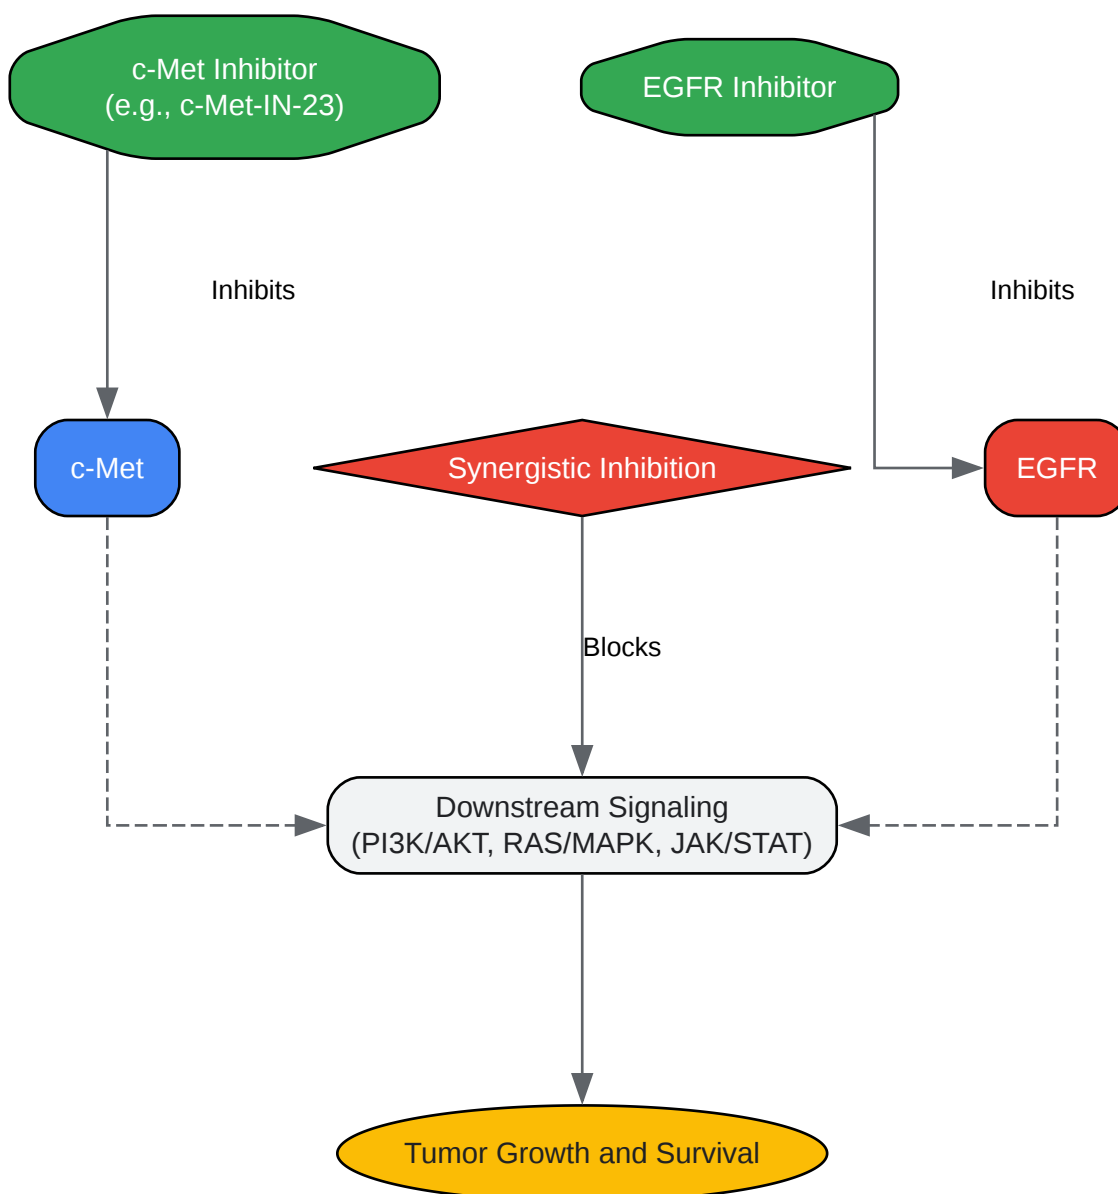 c-Met Inhibitor
(e.g., c-Met-IN-23)
EGFR Inhibitor
Inhibits
Inhibits
c-Met
Synergistic Inhibition
EGFR
Blocks
Downstream Signaling
(PI3K/AKT, RAS/MAPK, JAK/STAT)
Tumor Growth and Survival